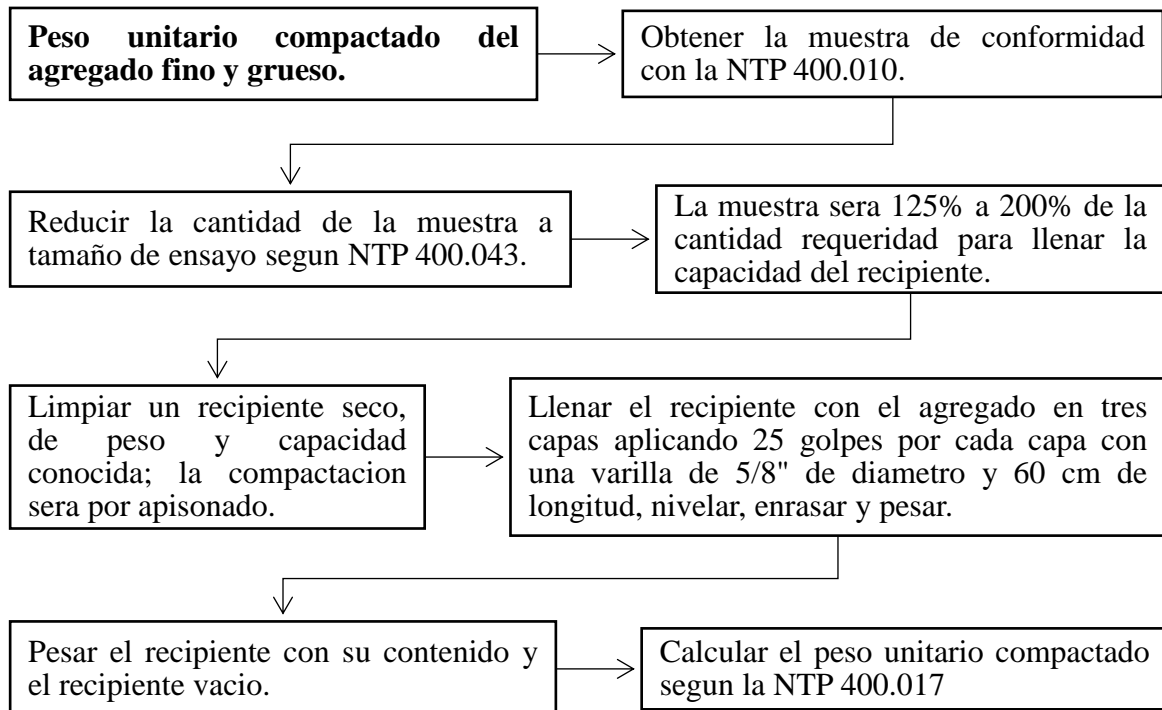 Peso unitario compactado del
agregado fino y grueso.
Obtener la muestra de conformidad
con la NTP 400.010.
Reducir la cantidad de la muestra a
tamaño de ensayo segun NTP 400.043.
La muestra sera 125% a 200% de la
cantidad requeridad para llenar la
capacidad del recipiente.
Limpiar un recipiente seco,
de peso y capacidad
conocida; la compactacion
sera por apisonado.
Llenar el recipiente con el agregado en tres
capas aplicando 25 golpes por cada capa con
una varilla de 5/8" de diametro y 60 cm de
longitud, nivelar, enrasar y pesar.
Pesar el recipiente con su contenido y
el recipiente vacio.
Calcular el peso unitario compactado
segun la NTP 400.017